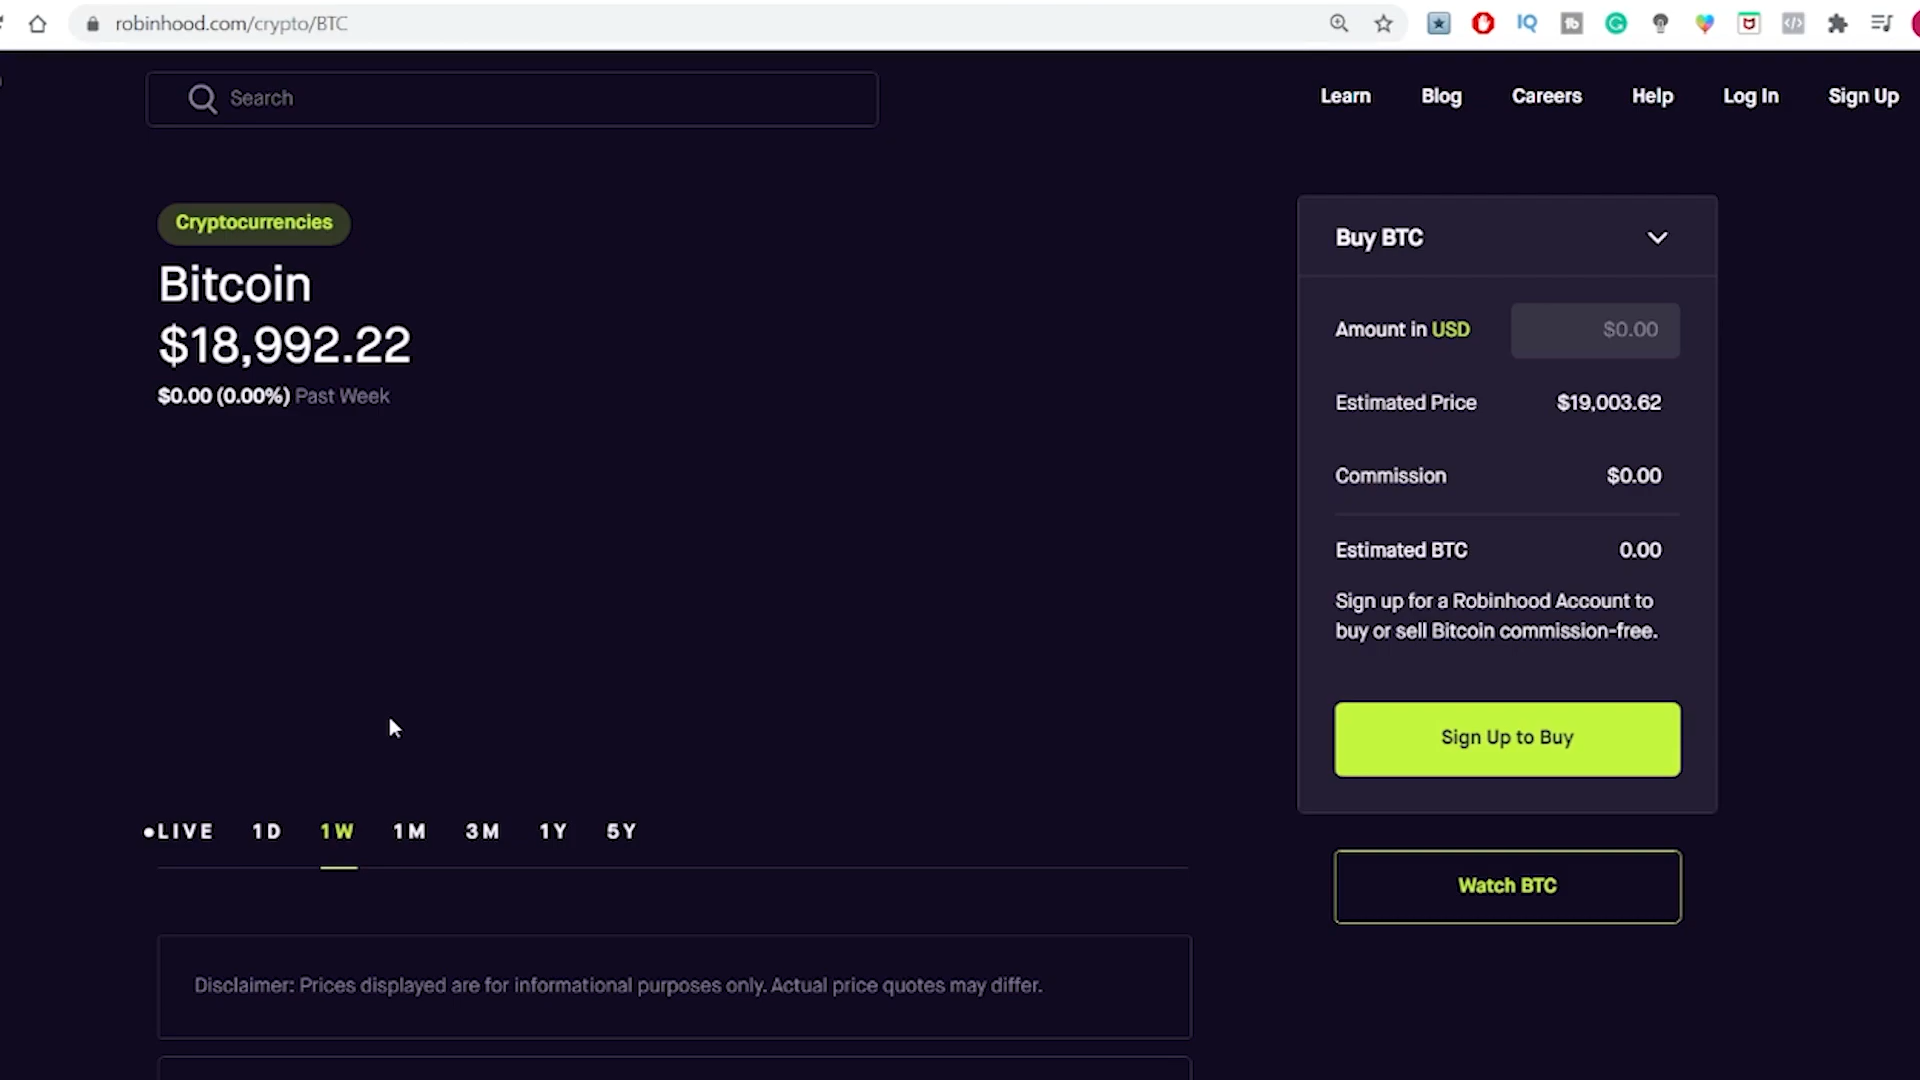 robinhood.com/crypto/BTC
Search
Learn Blog Careers Help Log In Sign Up
Cryptocurrencies
Bitcoin
$18,992.22
$0.00 (0.00%) Past Week
Buy BTC
Amount in USD $0.00
Estimated Price $19,003.62
Commission $0.00
Estimated BTC 0.00
Sign up for a Robinhood Account to
buy or sell Bitcoin commission-free.
Sign Up to Buy
LIVE 1D 1W 1M 3M 1Y 5Y
Watch BTC
Disclaimer: Prices displayed are for informational purposes only. Actual price quotes may differ.
IQ
fb